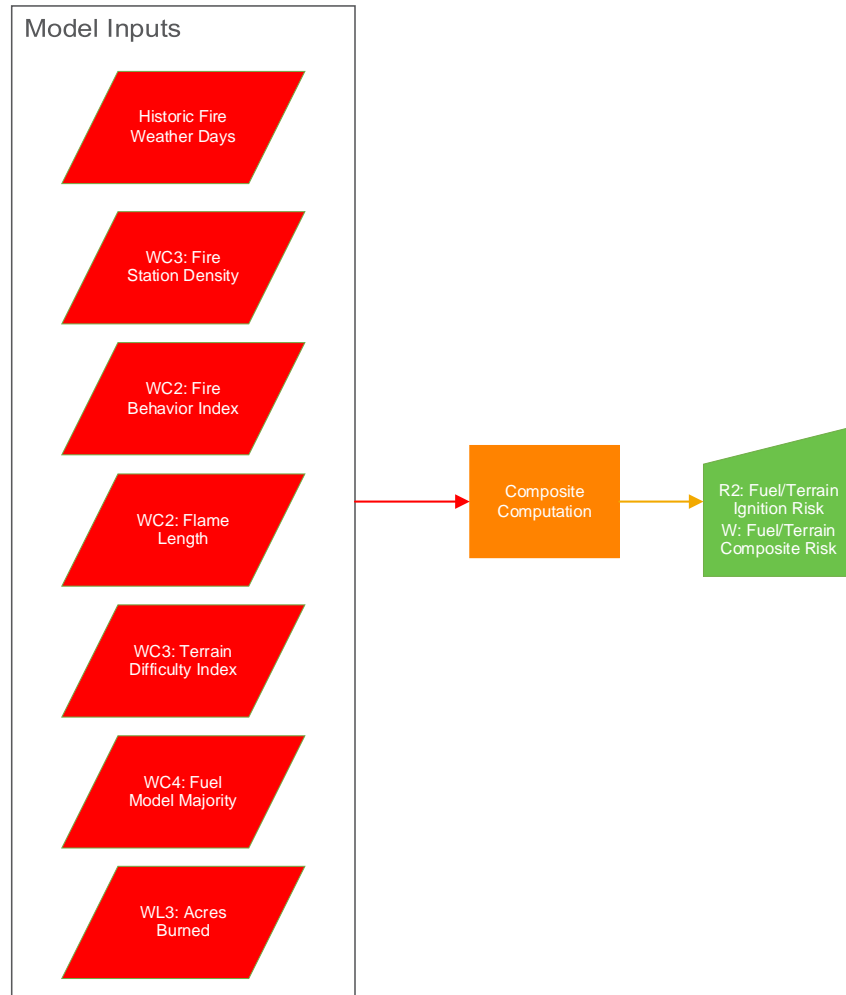 Model Inputs
Historic Fire
Weather Days
WC3: Fire
Station Density
WC2: Fire
Behavior Index
WC2: Flame
Length
WC3: Terrain
Difficulty Index
WC4: Fuel
Model Majority
WL3: Acres
Burned
Composite
Computation
R2: Fuel/Terrain
Ignition Risk
W: Fuel/Terrain
Composite Risk